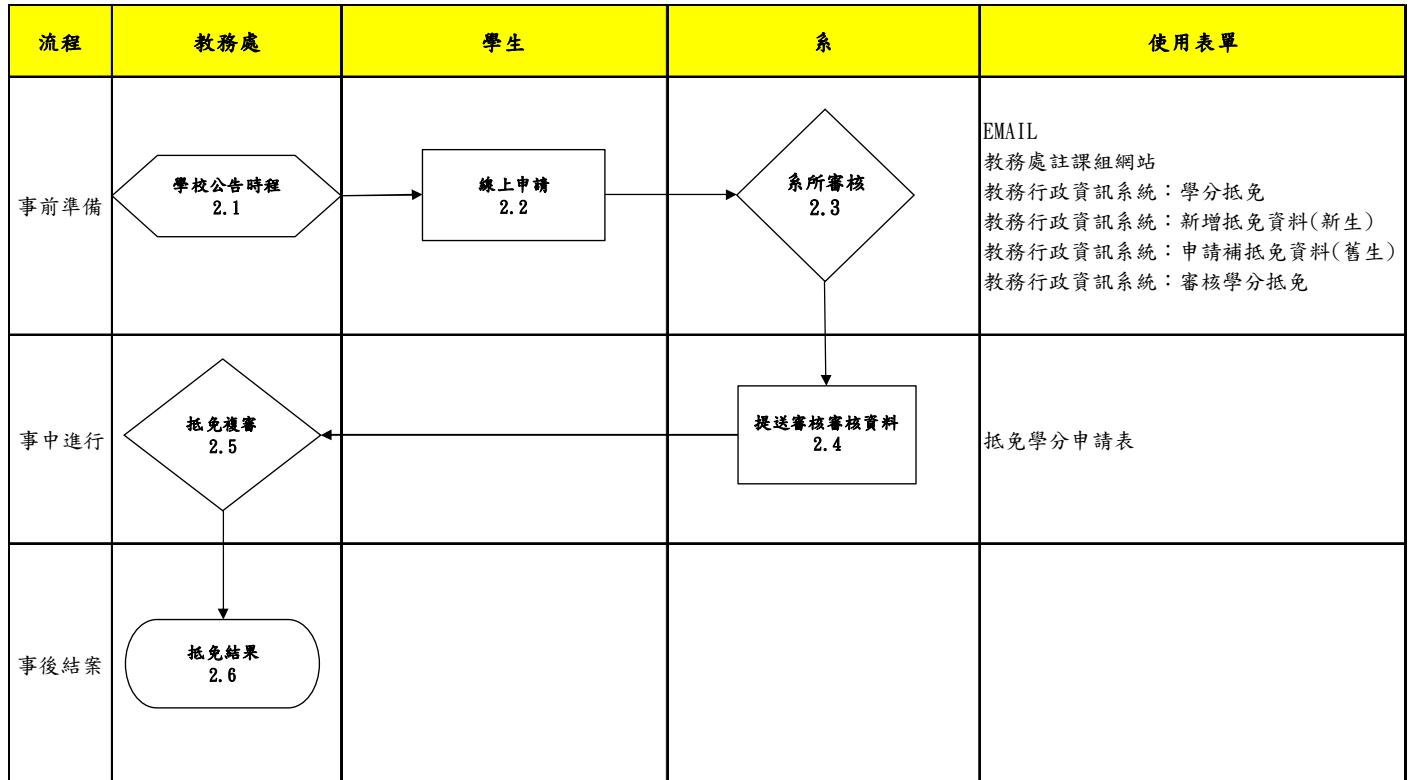 流程
教務處
學生
系
使用表單
事前準備
學校公告時程
2.1
線上申請
2.2
系所審核
2.3
EMAIL
教務處註課組網站
教務行政資訊系統：學分抵免
教務行政資訊系統：新增抵免資料(新生)
教務行政資訊系統：申請補抵免資料(舊生)
教務行政資訊系統：審核學分抵免
事中進行
抵免複審
2.5
提送審核審核資料
2.4
抵免學分申請表
事後結案
抵免結果
2.6